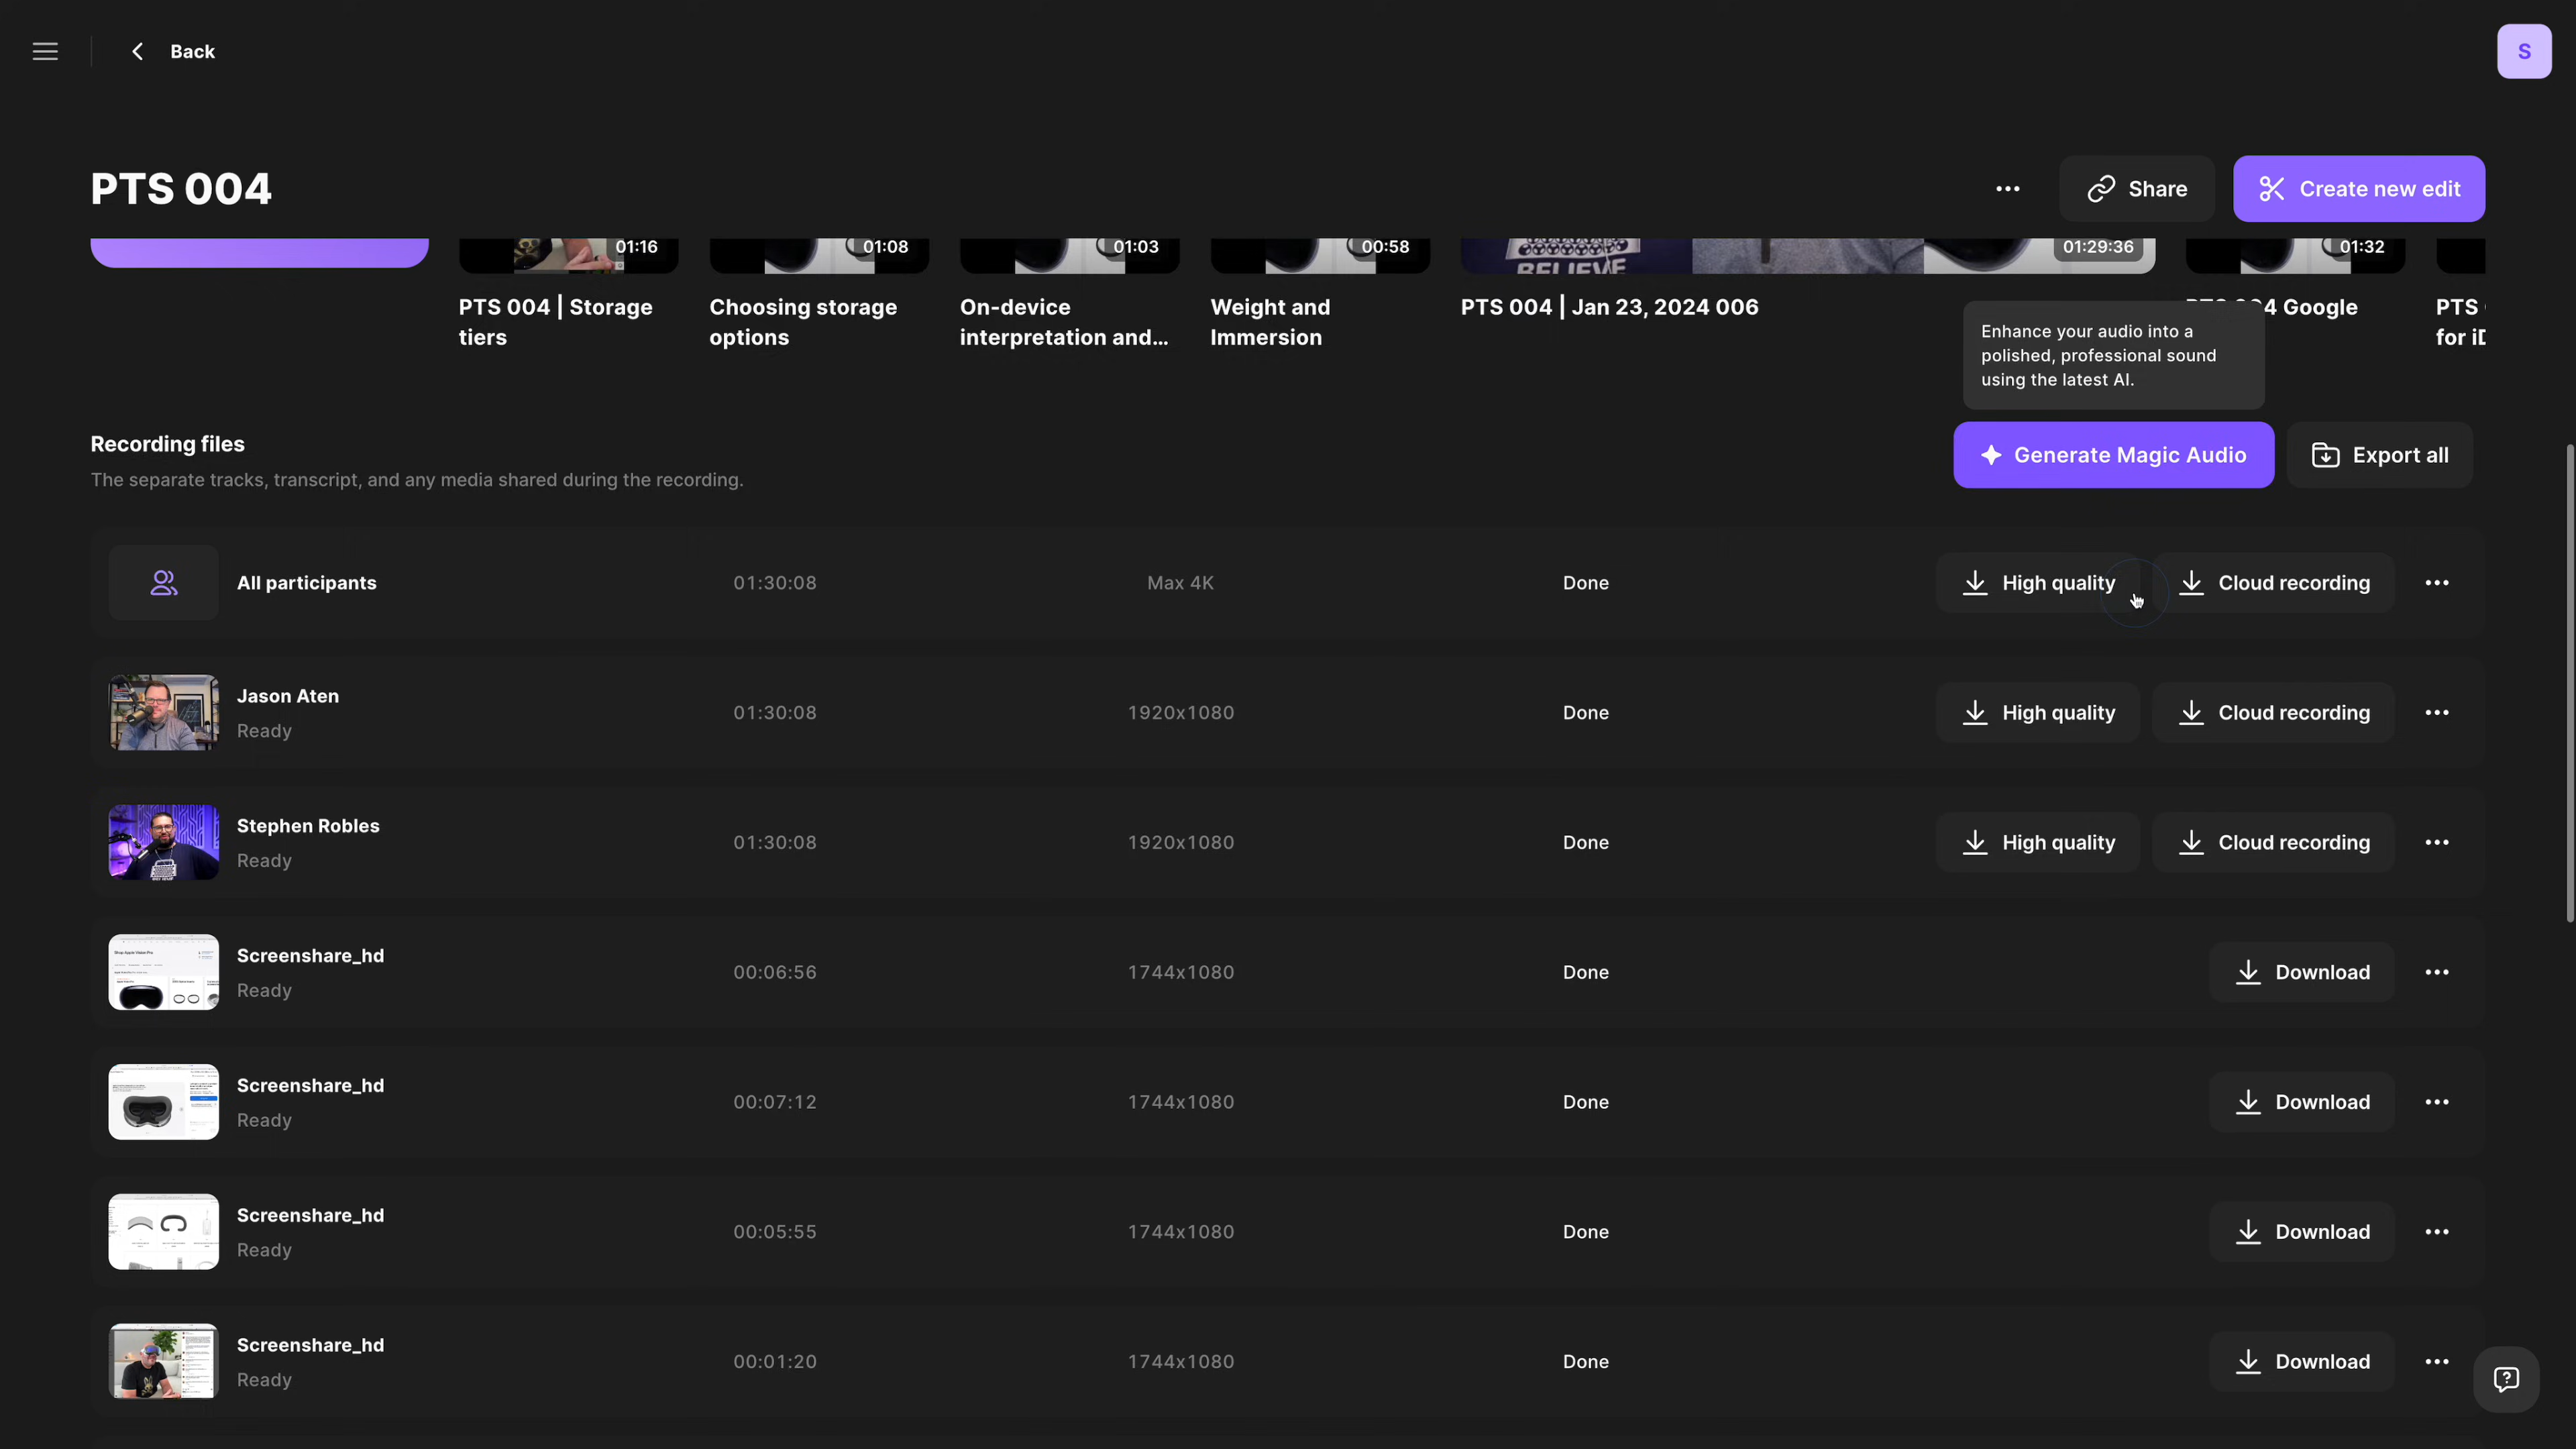 Back
S
PTS 004
Share
Create new edit
01:16
01:08
01:03
00:58
BELIEVE
01:29:36
01:32
PTS 004 | Storage
tiers
Choosing storage
options
On-device
interpretation and...
Weight and
Immersion
PTS 004 | Jan 23, 2024 006
4 Google
PTS
for iD
Enhance your audio into a
polished, professional sound
using the latest AI.
Recording files
The separate tracks, transcript, and any media shared during the recording.
Generate Magic Audio
Export all
All participants
01:30:08
Max 4K
Done
High quality
Cloud recording
Jason Aten
Ready
01:30:08
1920x1080
Done
High quality
Cloud recording
Stephen Robles
Ready
01:30:08
1920x1080
Done
High quality
Cloud recording
Screenshare_hd
Ready
00:06:56
1744x1080
Done
Download
Screenshare_hd
Ready
00:07:12
1744x1080
Done
Download
Screenshare_hd
Ready
00:05:55
1744x1080
Done
Download
Screenshare_hd
Ready
00:01:20
1744x1080
Done
Download